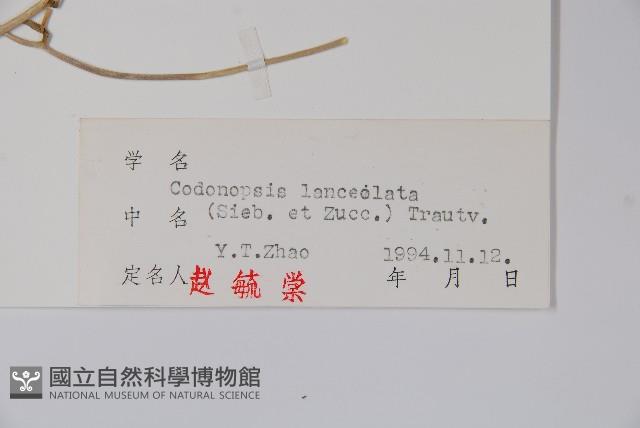 学 名
Codonopsis lanceolata
中 名 (Sieb. et Zucc.) Trautv.
Y.T.Zhao 1994.11.12.
定名人 赵毓棠 年 月 日
國立自然科學博物館
NATIONAL MUSEUM OF NATURAL SCIENCE